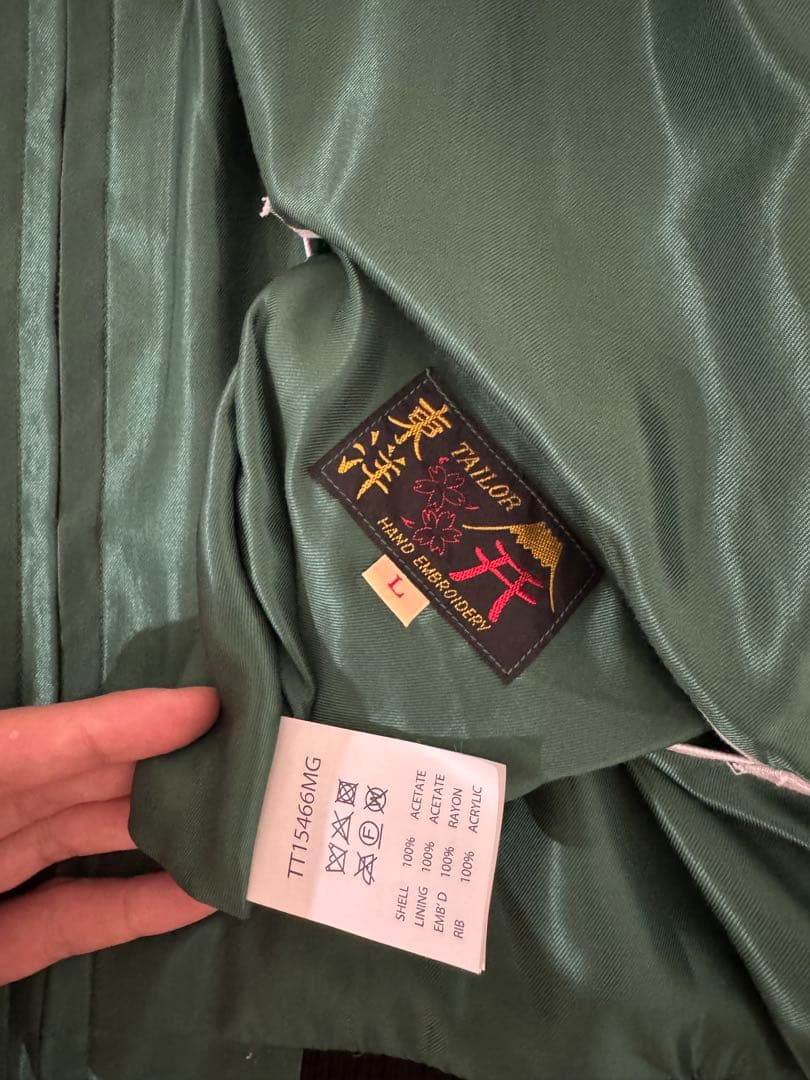 東洋
TAILOR
HAND EMBROIDERY
L
TT15466MG
F
SHELL 100% ACETATE
LINING 100% ACETATE
EMB'D 100% RAYON
RIB 100% ACRYLIC